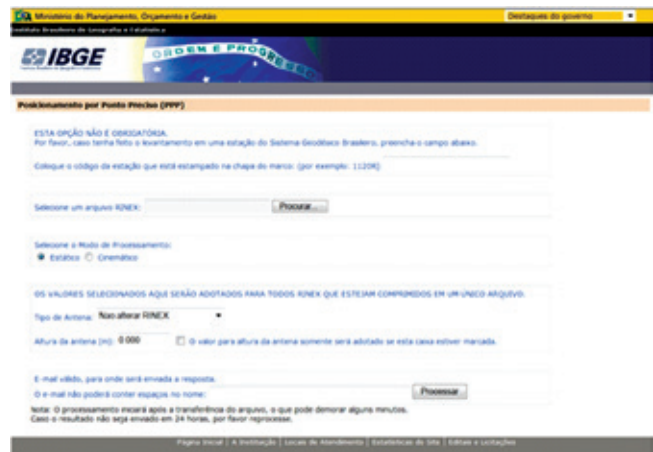 Ministério do Planejamento, Orçamento e Gestão Destaques do governo
Instituto Brasileiro de Geografia e Estatística
IBGE
ORDEM E PROGRESSO
Posicionamento por Ponto Preciso (PPP)
ESTA OPÇÃO NÃO É OBRIGATÓRIA.
Por favor, caso tenha feito o levantamento em uma estação do Sistema Geodésico Brasileiro, preencha o campo abaixo.
Coloque o código da estação que está estampado na chapa do marco: (por exemplo: 1120R)
Selecione um arquivo RINEX: Procurar...
Selecione o Modo de Processamento:
Estático Cinemático
OS VALORES SELECIONADOS AQUI SERÃO ADOTADOS PARA TODOS RINEX QUE ESTEJAM COMPRIMIDOS EM UM ÚNICO ARQUIVO.
Tipo de Antena: Nao alterar RINEX
Altura da antena (m): 0.000 O valor para altura da antena somente será adotado se esta caixa estiver marcada.
E-mail válido, para onde será enviada a resposta.
O e-mail não poderá conter espaços no nome: Processar
Nota: O processamento iniciará após a transferência do arquivo, o que pode demorar alguns minutos.
Caso o resultado não seja enviado em 24 horas, por favor reprocesse.
Página Inicial | A Instituição | Locais de Atendimento | Estatísticas do Site | Editais e Licitações